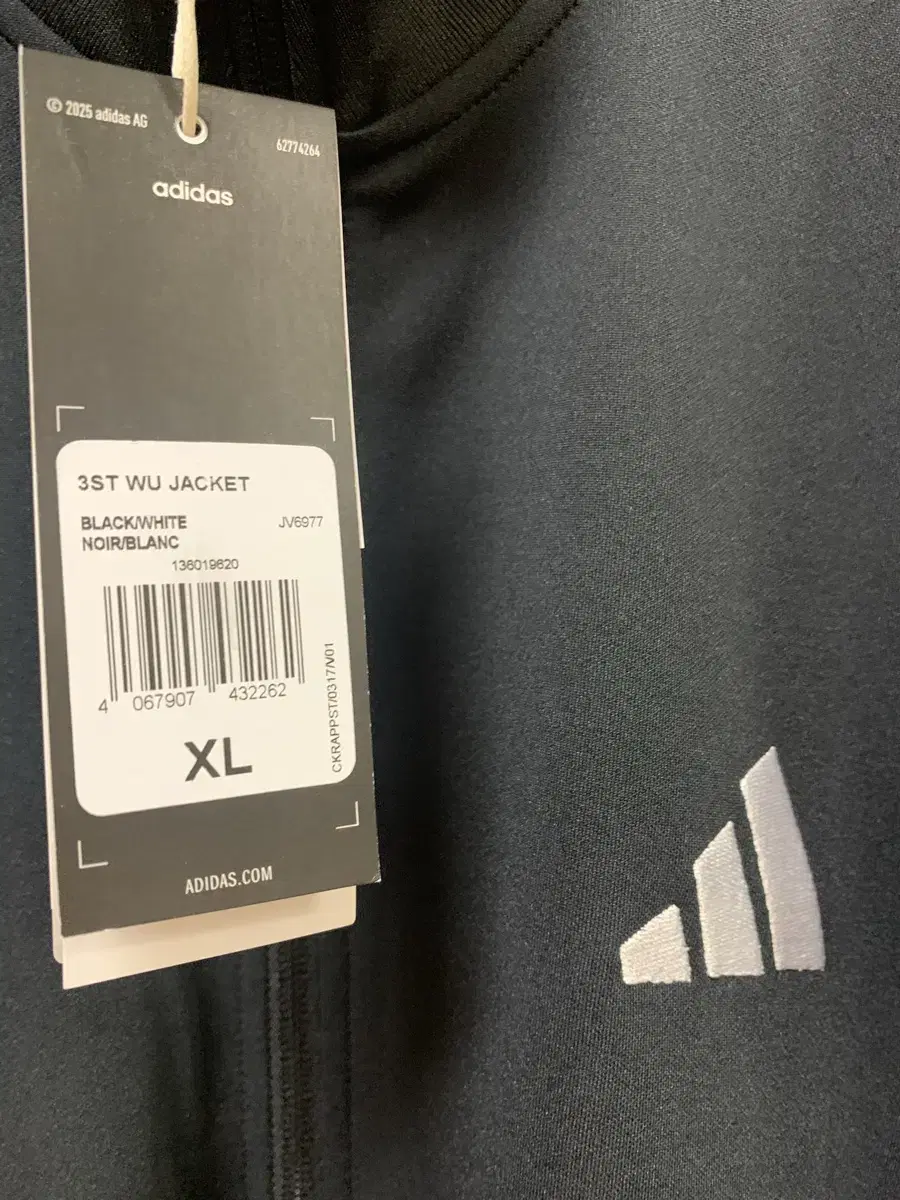 © 2025 adidas AG
62774264
adidas
3ST WU JACKET
BLACK/WHITE JV6977
NOIR/BLANC
136019620
4 067907 432262
CKRAPPST/0317/V01
XL
ADIDAS.COM